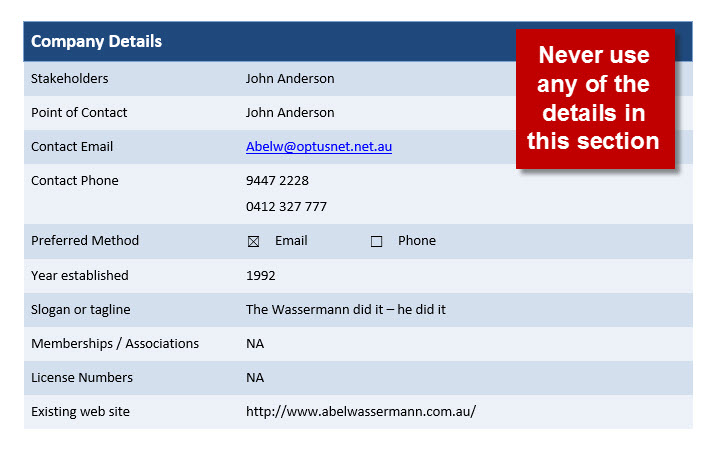 Company Details
Never use
any of the
details in
this section
Stakeholders John Anderson
Point of Contact John Anderson
Contact Email Abelw@optusnet.net.au
Contact Phone 9447 2228
0412 327 777
Preferred Method ☒ Email ☐ Phone
Year established 1992
Slogan or tagline The Wassermann did it – he did it
Memberships / Associations NA
License Numbers NA
Existing web site http://www.abelwassermann.com.au/